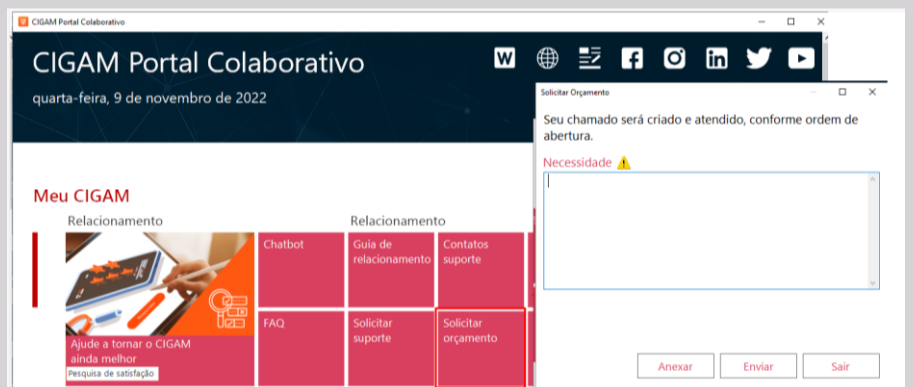 CIGAM Portal Colaborativo
CIGAM Portal Colaborativo
quarta-feira, 9 de novembro de 2022
W
Solicitar Orçamento
Seu chamado será criado e atendido, conforme ordem de
abertura.
Necessidade
Meu CIGAM
Relacionamento
Relacionamento
Chatbot
Guia de
relacionamento
Contatos
suporte
FAQ
Solicitar
suporte
Solicitar
orçamento
Ajude a tornar o CIGAM
ainda melhor
Pesquisa de satisfação
Anexar
Enviar
Sair